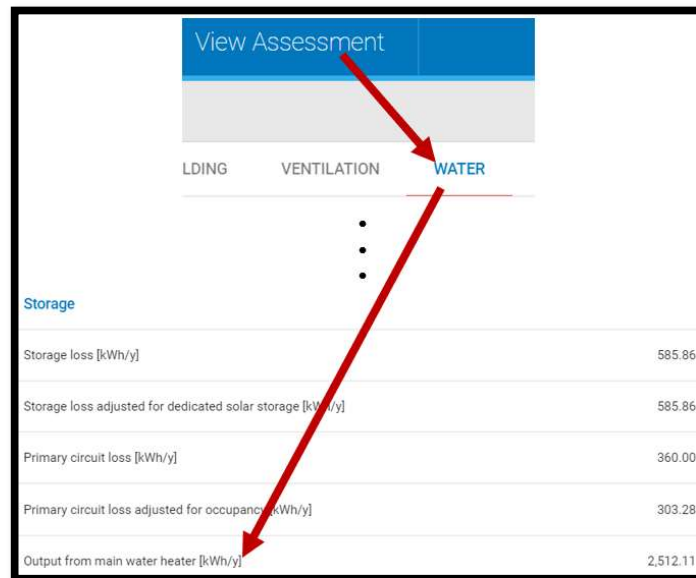 View Assessment
LDING VENTILATION WATER
Storage
Storage loss [kWh/y] 585.86
Storage loss adjusted for dedicated solar storage [kWh/y] 585.86
Primary circuit loss [kWh/y] 360.00
Primary circuit loss adjusted for occupancy [kWh/y] 303.28
Output from main water heater [kWh/y] 2,512.11